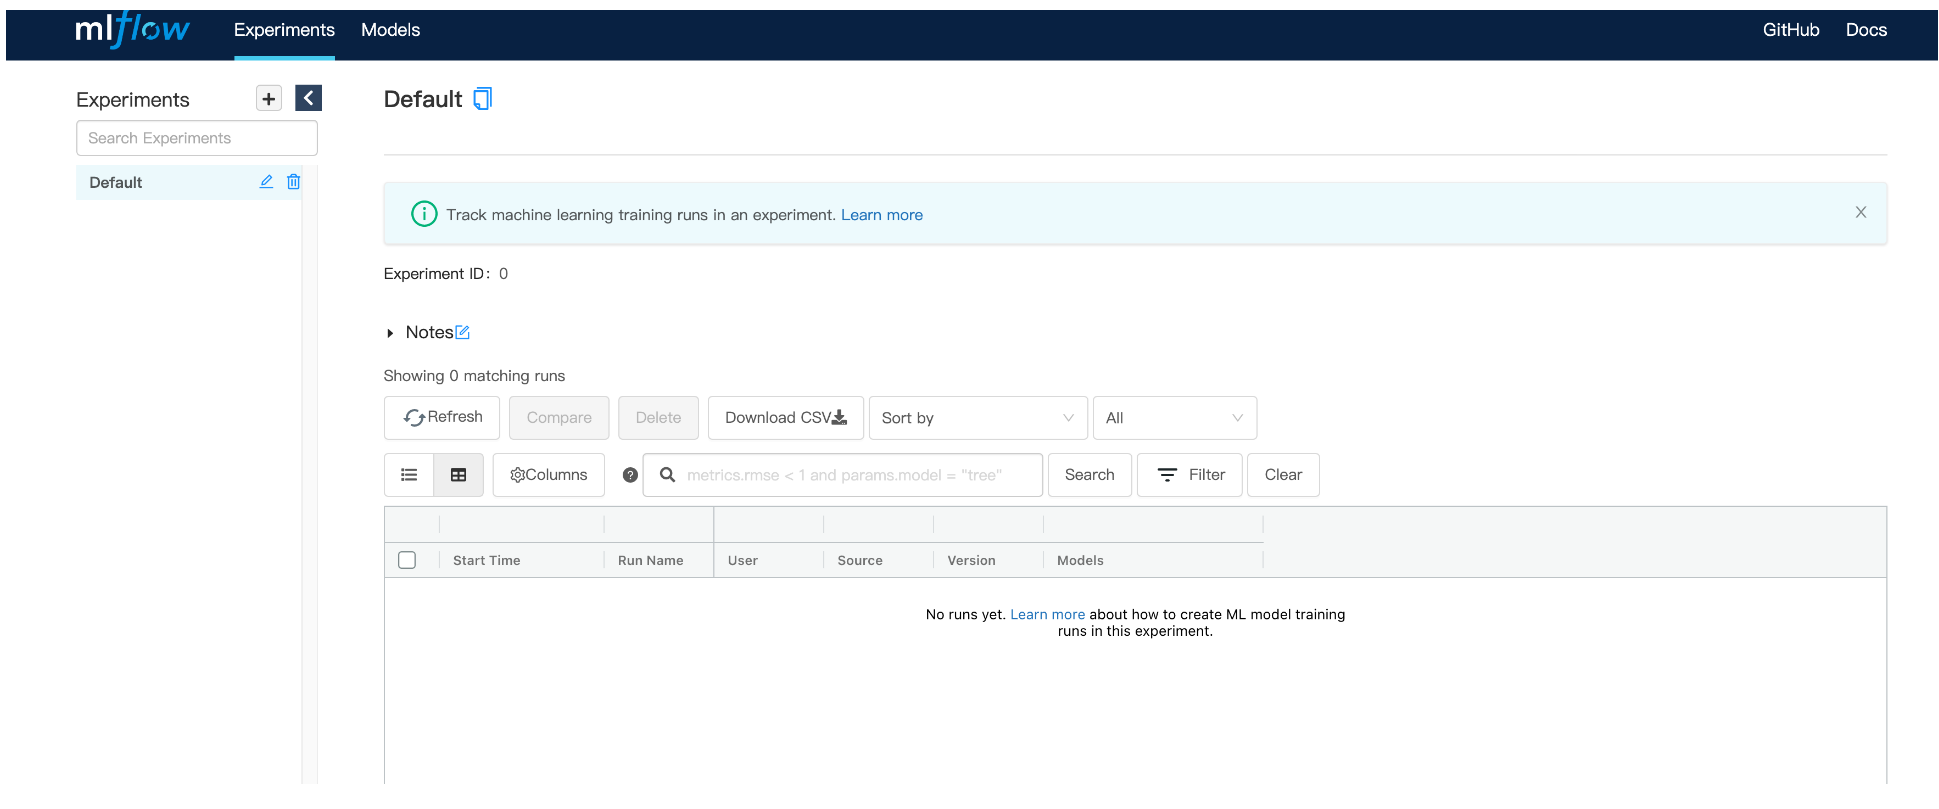 mlflow Experiments Models GitHub Docs
Experiments
Search Experiments
Default
Default
Track machine learning training runs in an experiment. Learn more
Experiment ID: 0
Notes
Showing 0 matching runs
Refresh Compare Delete Download CSV Sort by All
Columns metrics.rmse < 1 and params.model = "tree" Search Filter Clear
Start Time Run Name User Source Version Models
No runs yet. Learn more about how to create ML model training
runs in this experiment.